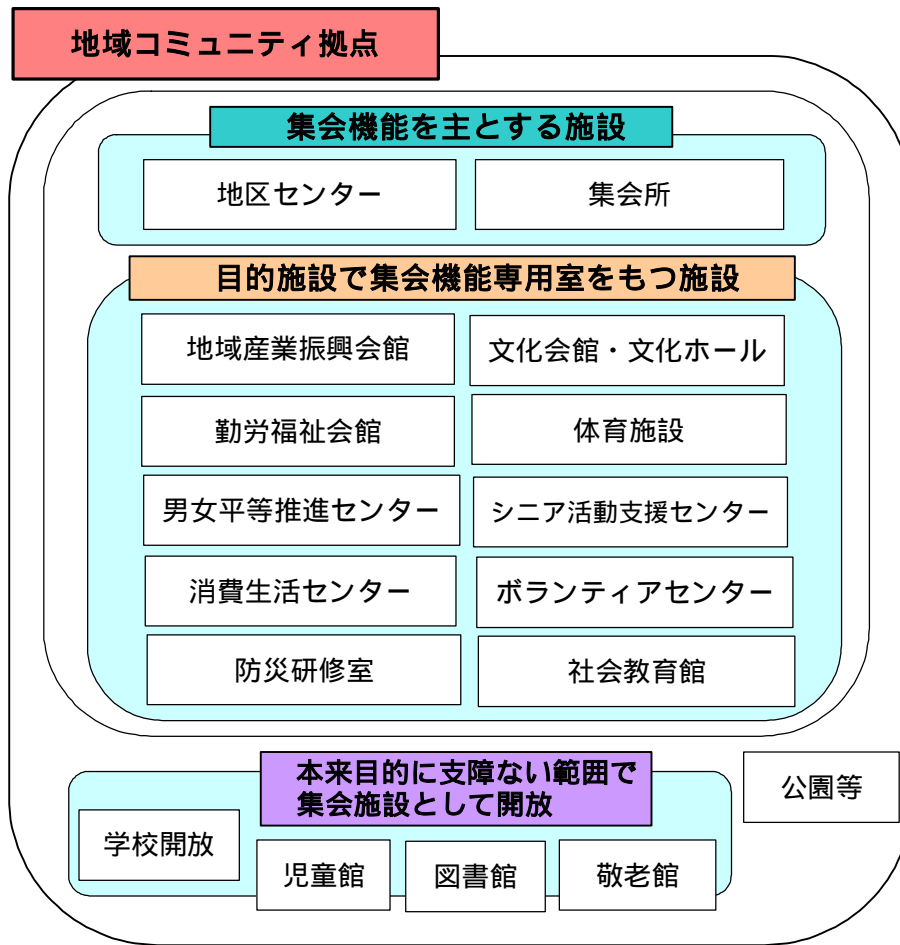 地域コミュニティ拠点
集会機能を主とする施設
地区センター
集会所
目的施設で集会機能専用室をもつ施設
地域産業振興会館
文化会館・文化ホール
勤労福祉会館
体育施設
男女平等推進センター
シニア活動支援センター
消費生活センター
ボランティアセンター
防災研修室
社会教育館
本来目的に支障ない範囲で
集会施設として開放
公園等
学校開放
児童館
図書館
敬老館